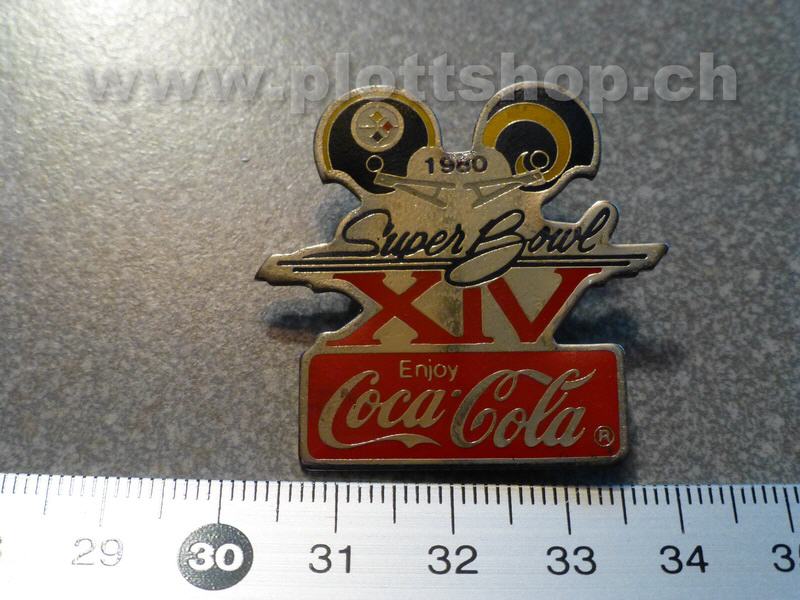 www.plottshop.ch
1980
Super Bowl
XIV
Enjoy
Coca-Cola ®
29 30 31 32 33 34